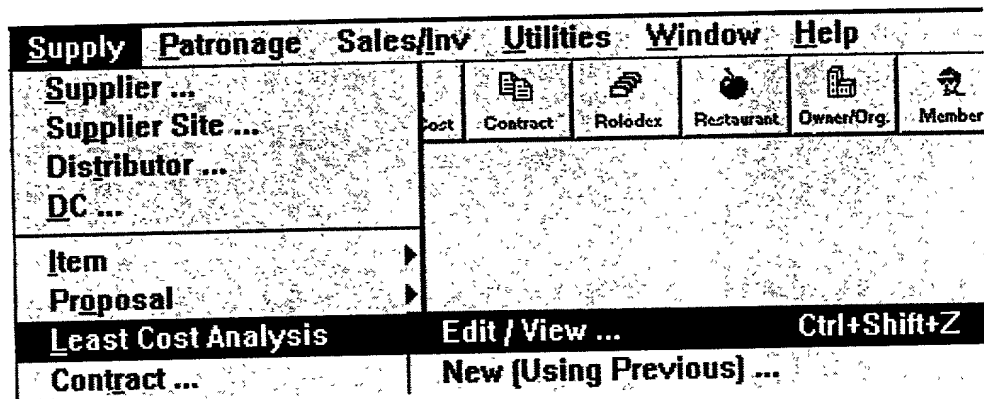 Supply Patronage Sales/Inv Utilities Window Help
Supplier ...
Supplier Site ...
Distributor ...
DC ...
Cost Contract Rolodex Restaurant Owner/Org. Member
Item
Proposal
Least Cost Analysis Edit / View ... Ctrl+Shift+Z
Contract ... New (Using Previous) ...